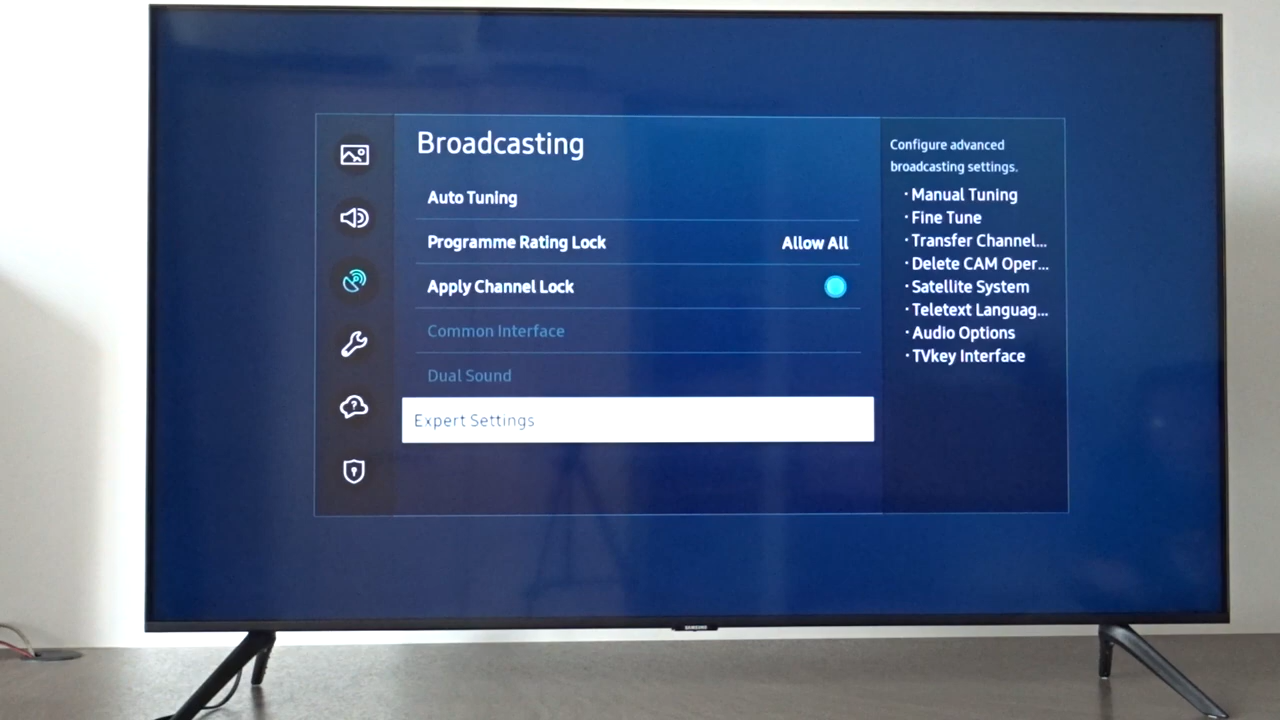 Broadcasting
Auto Tuning
Programme Rating Lock Allow All
Apply Channel Lock
Common Interface
Dual Sound
Expert Settings
Configure advanced
broadcasting settings.
· Manual Tuning
· Fine Tune
· Transfer Channel...
· Delete CAM Oper...
· Satellite System
· Teletext Languag...
· Audio Options
· TVkey Interface
SAMSUNG